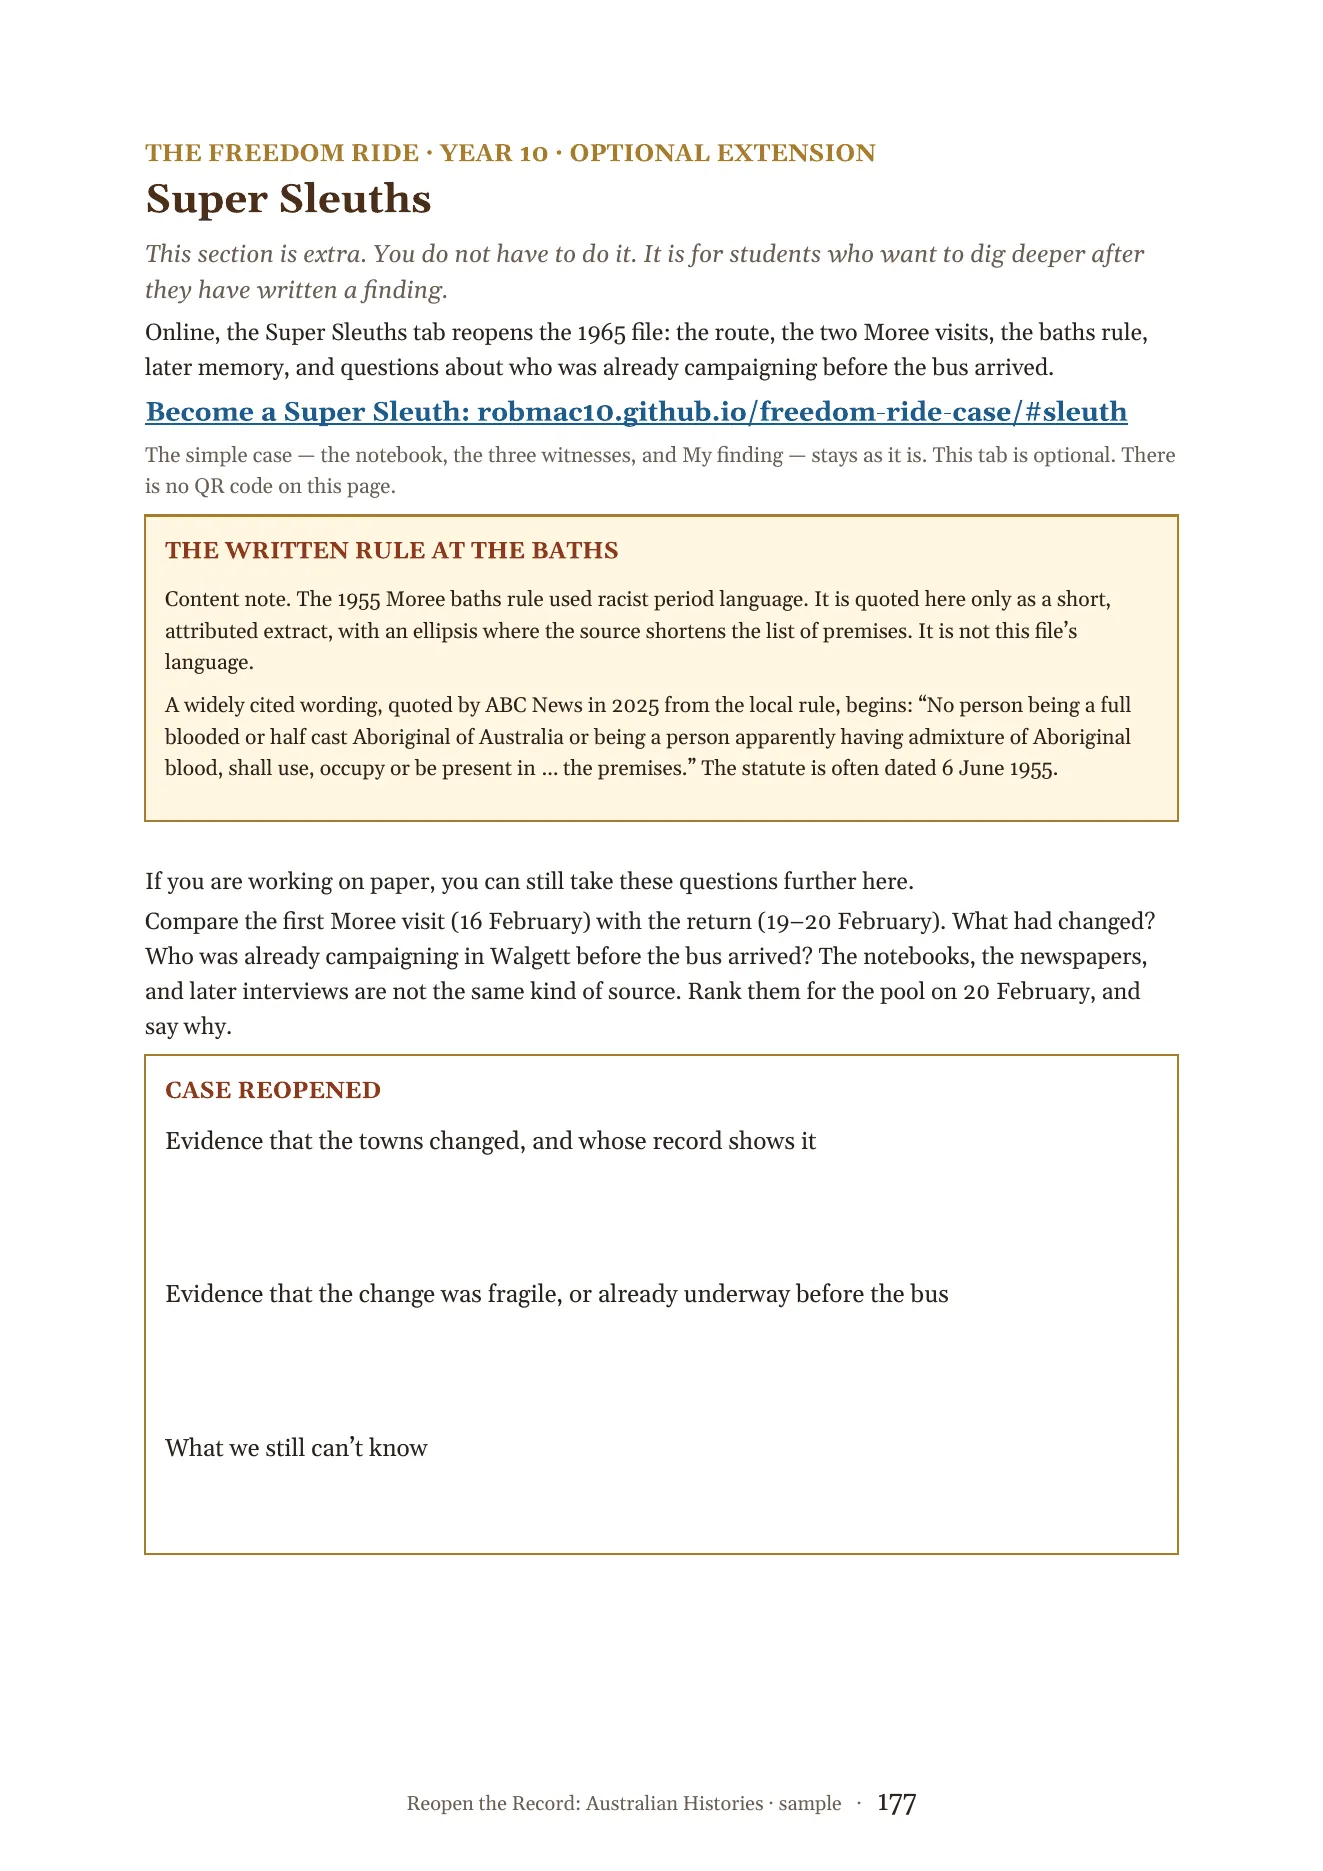 THE FREEDOM RIDE · YEAR 10 · OPTIONAL EXTENSION
Super Sleuths
This section is extra. You do not have to do it. It is for students who want to dig deeper after
they have written a finding.
Online, the Super Sleuths tab reopens the 1965 file: the route, the two Moree visits, the baths rule,
later memory, and questions about who was already campaigning before the bus arrived.
Become a Super Sleuth: robmac10.github.io/freedom-ride-case/#sleuth
The simple case — the notebook, the three witnesses, and My finding — stays as it is. This tab is optional. There
is no QR code on this page.
THE WRITTEN RULE AT THE BATHS
Content note. The 1955 Moree baths rule used racist period language. It is quoted here only as a short,
attributed extract, with an ellipsis where the source shortens the list of premises. It is not this file’s
language.
A widely cited wording, quoted by ABC News in 2025 from the local rule, begins: “No person being a full
blooded or half cast Aboriginal of Australia or being a person apparently having admixture of Aboriginal
blood, shall use, occupy or be present in … the premises.” The statute is often dated 6 June 1955.
If you are working on paper, you can still take these questions further here.
Compare the first Moree visit (16 February) with the return (19–20 February). What had changed?
Who was already campaigning in Walgett before the bus arrived? The notebooks, the newspapers,
and later interviews are not the same kind of source. Rank them for the pool on 20 February, and
say why.
CASE REOPENED
Evidence that the towns changed, and whose record shows it
Evidence that the change was fragile, or already underway before the bus
What we still can’t know
Reopen the Record: Australian Histories · sample · 177